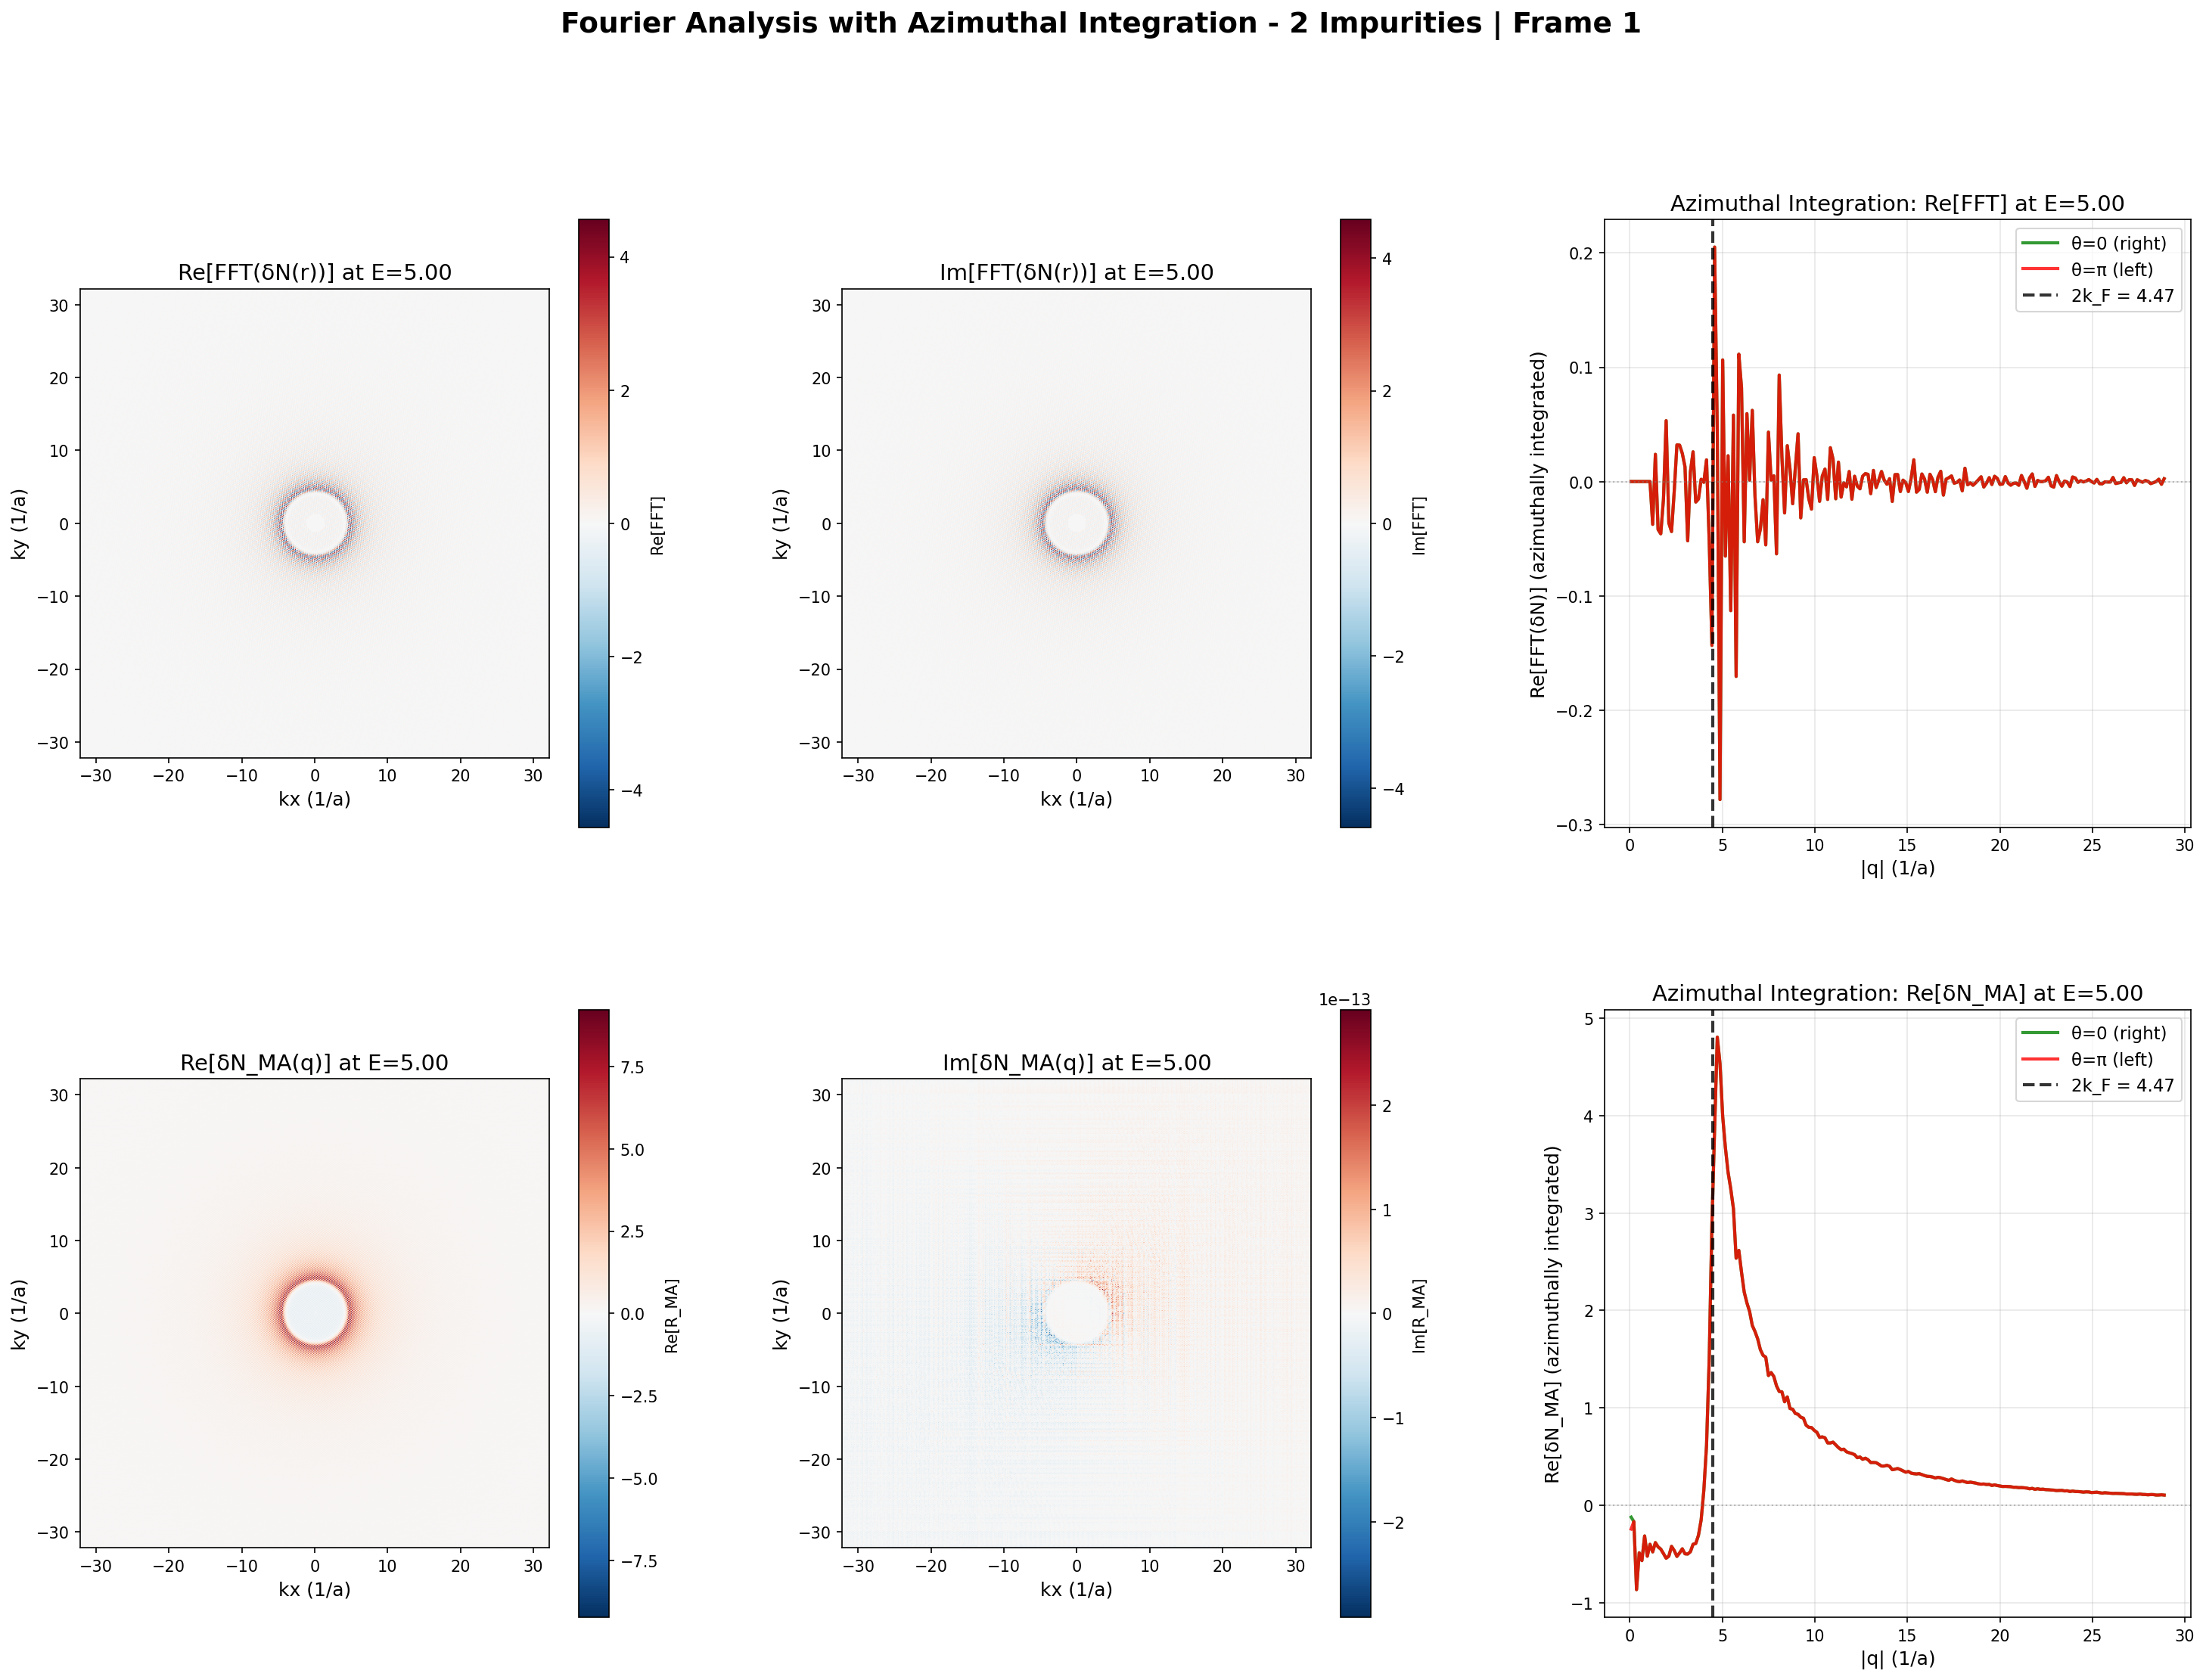 Fourier Analysis with Azimuthal Integration - 2 Impurities | Frame 1
Re[FFT(δN(r))] at E=5.00
30
20
10
0
−10
−20
−30
ky (1/a)
−30 −20 −10 0 10 20 30
kx (1/a)
4
2
0
−2
−4
Re[FFT]
Im[FFT(δN(r))] at E=5.00
30
20
10
0
−10
−20
−30
ky (1/a)
−30 −20 −10 0 10 20 30
kx (1/a)
4
2
0
−2
−4
Im[FFT]
Azimuthal Integration: Re[FFT] at E=5.00
θ=0 (right)
θ=π (left)
2k_F = 4.47
0.2
0.1
0.0
−0.1
−0.2
−0.3
Re[FFT(δN)] (azimuthally integrated)
0 5 10 15 20 25 30
|q| (1/a)
Re[δN_MA(q)] at E=5.00
30
20
10
0
−10
−20
−30
ky (1/a)
−30 −20 −10 0 10 20 30
kx (1/a)
7.5
5.0
2.5
0.0
−2.5
−5.0
−7.5
Re[R_MA]
Im[δN_MA(q)] at E=5.00
30
20
10
0
−10
−20
−30
ky (1/a)
−30 −20 −10 0 10 20 30
kx (1/a)
1e−13
2
1
0
−1
−2
Im[R_MA]
Azimuthal Integration: Re[δN_MA] at E=5.00
θ=0 (right)
θ=π (left)
2k_F = 4.47
5
4
3
2
1
0
−1
Re[δN_MA] (azimuthally integrated)
0 5 10 15 20 25 30
|q| (1/a)